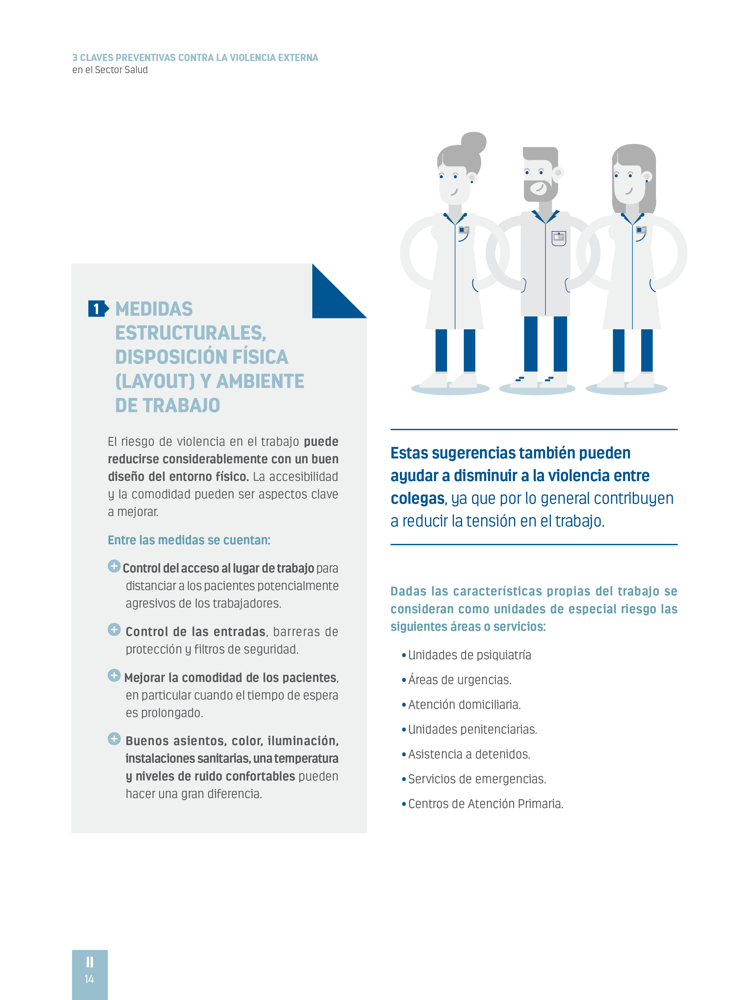 3 CLAVES PREVENTIVAS CONTRA LA VIOLENCIA EXTERNA
en el Sector Salud
1 MEDIDAS
ESTRUCTURALES,
DISPOSICIÓN FÍSICA
(LAYOUT) Y AMBIENTE
DE TRABAJO
El riesgo de violencia en el trabajo puede
reducirse considerablemente con un buen
diseño del entorno físico. La accesibilidad
y la comodidad pueden ser aspectos clave
a mejorar.
Entre las medidas se cuentan:
+ Control del acceso al lugar de trabajo para
distanciar a los pacientes potencialmente
agresivos de los trabajadores.
+ Control de las entradas, barreras de
protección y filtros de seguridad.
+ Mejorar la comodidad de los pacientes,
en particular cuando el tiempo de espera
es prolongado.
+ Buenos asientos, color, iluminación,
instalaciones sanitarias, una temperatura
y niveles de ruido confortables pueden
hacer una gran diferencia.
Estas sugerencias también pueden
ayudar a disminuir a la violencia entre
colegas, ya que por lo general contribuyen
a reducir la tensión en el trabajo.
Dadas las características propias del trabajo se
consideran como unidades de especial riesgo las
siguientes áreas o servicios:
• Unidades de psiquiatría
• Áreas de urgencias.
• Atención domiciliaria.
• Unidades penitenciarias.
• Asistencia a detenidos.
• Servicios de emergencias.
• Centros de Atención Primaria.
II
14